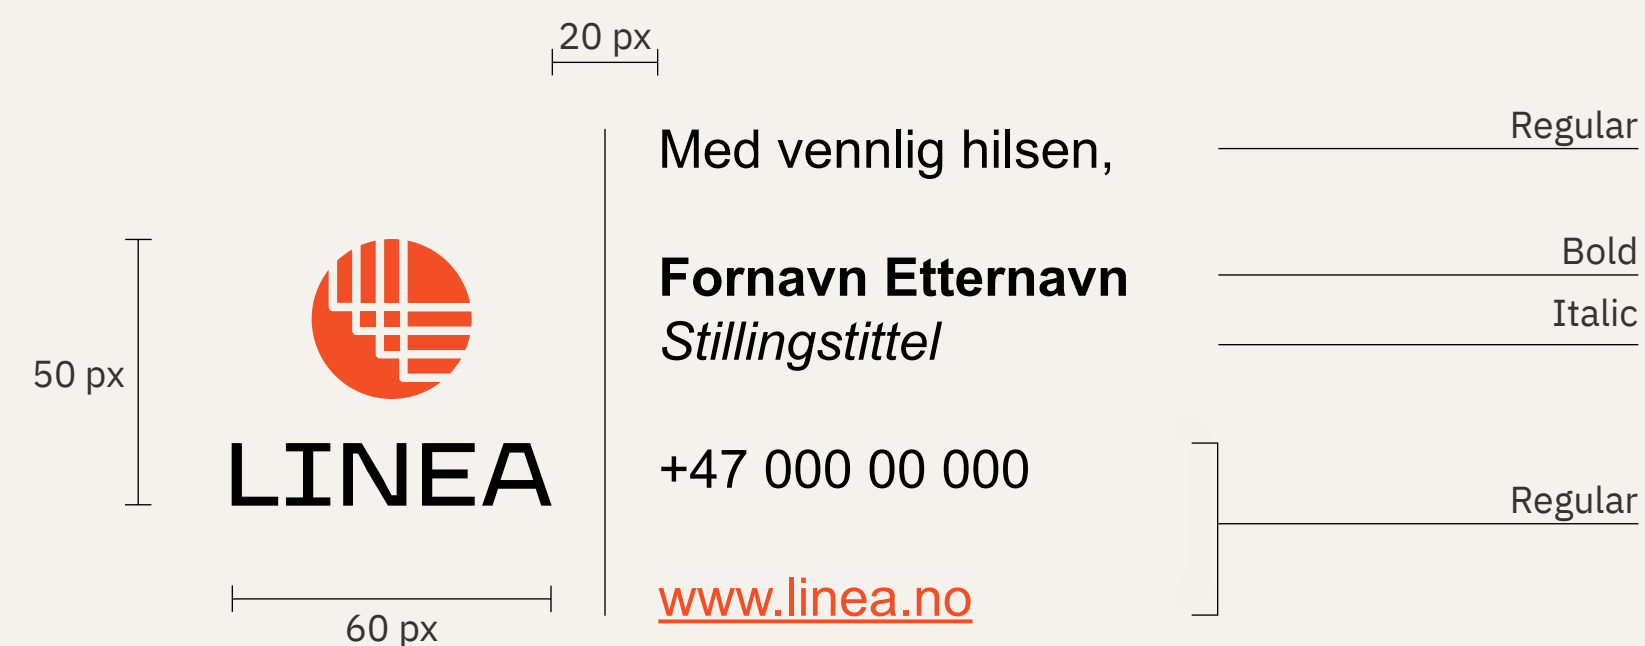 20 px
Med vennlig hilsen,
Regular
Fornavn Etternavn
Bold
Stillingstittel
Italic
50 px
LINEA
+47 000 00 000
Regular
www.linea.no
60 px